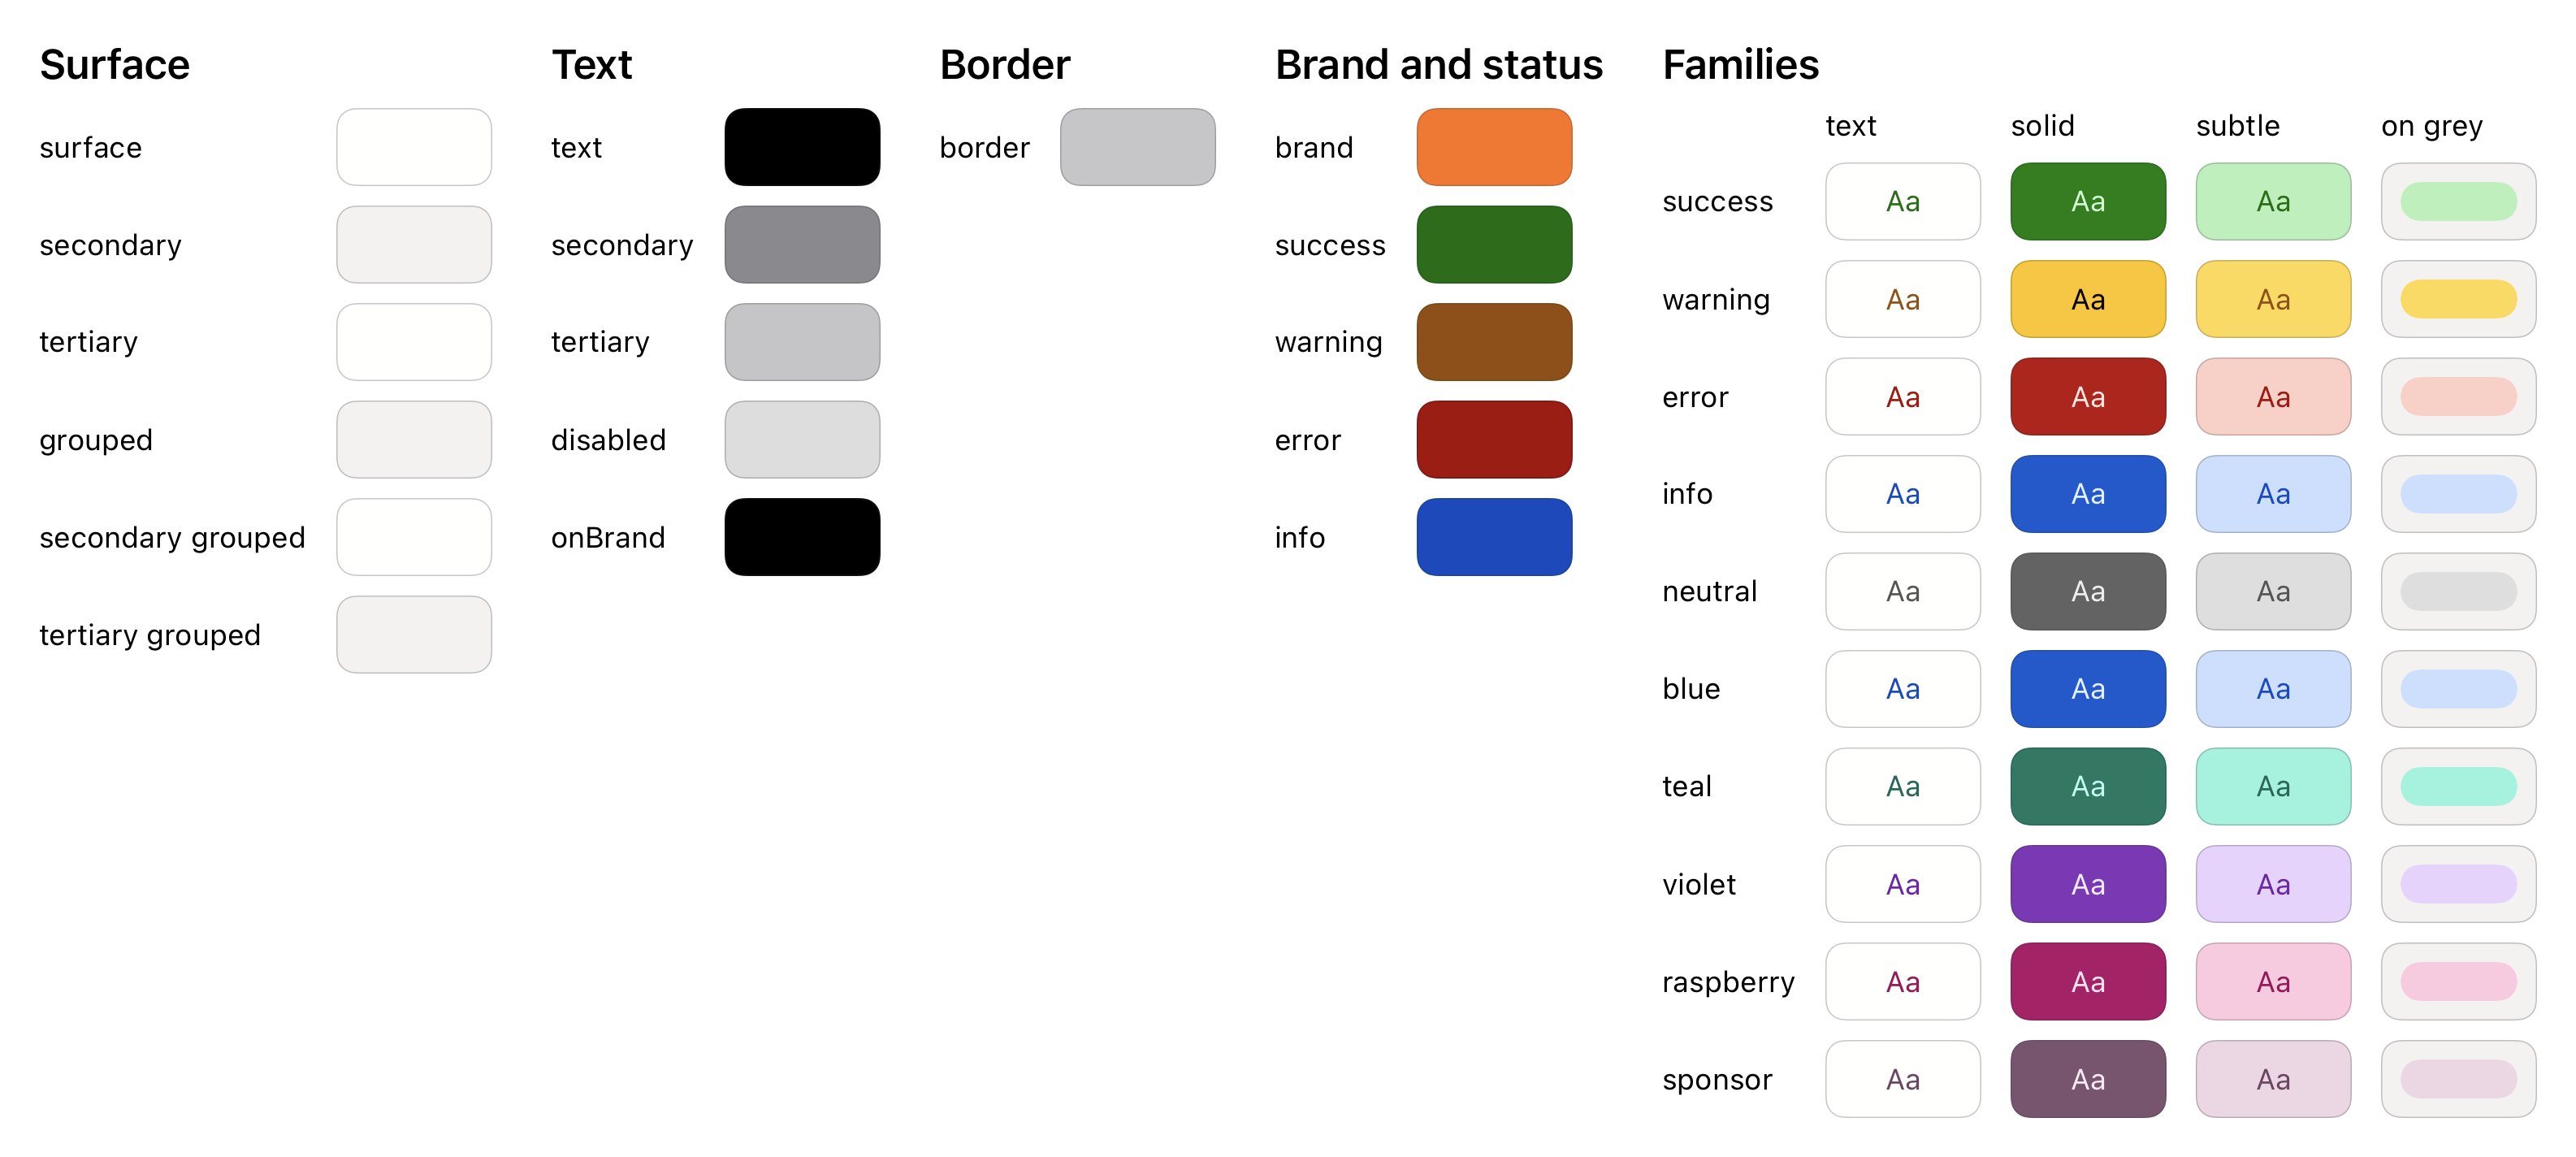 Surface
surface
secondary
tertiary
grouped
secondary grouped
tertiary grouped
Text
text
secondary
tertiary
disabled
onBrand
Border
border
Brand and status
brand
success
warning
error
info
Families
text solid subtle on grey
success Aa Aa Aa
warning Aa Aa Aa
error Aa Aa Aa
info Aa Aa Aa
neutral Aa Aa Aa
blue Aa Aa Aa
teal Aa Aa Aa
violet Aa Aa Aa
raspberry Aa Aa Aa
sponsor Aa Aa Aa